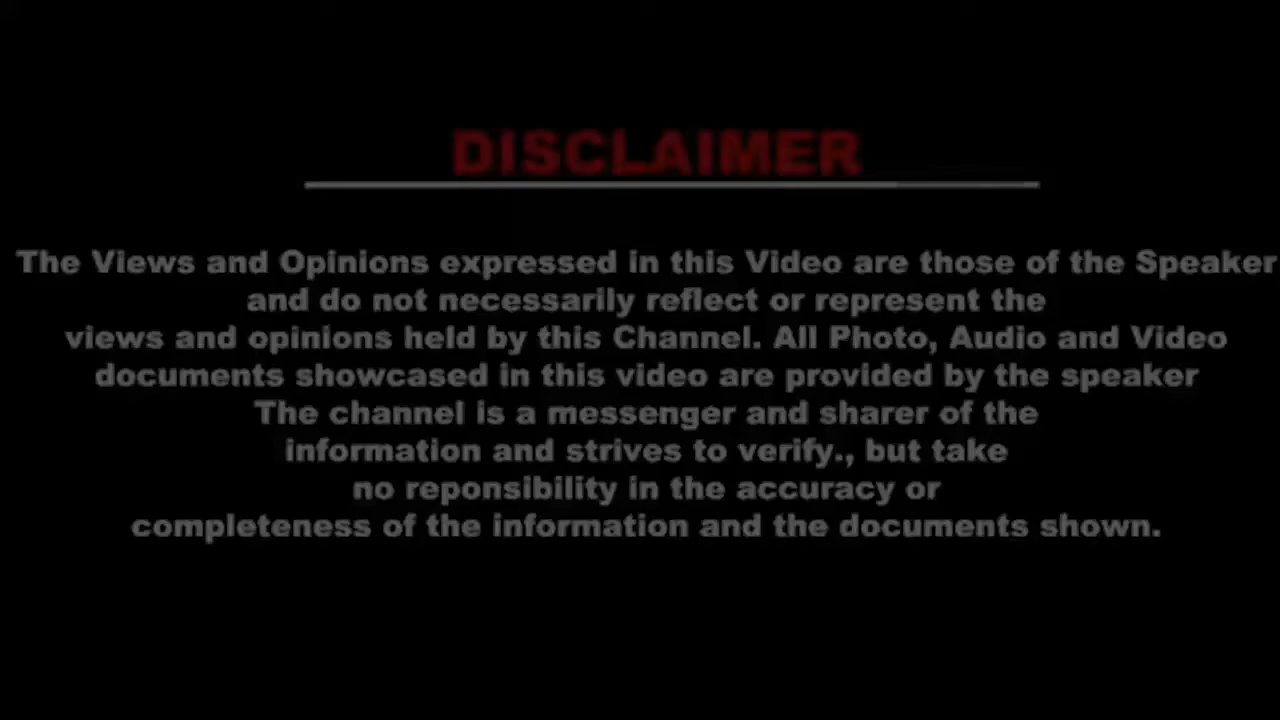 DISCLAIMER
The Views and Opinions expressed in this Video are those of the Speaker
and do not necessarily reflect or represent the
views and opinions held by this Channel. All Photo, Audio and Video
documents showcased in this video are provided by the speaker
The channel is a messenger and sharer of the
information and strives to verify., but take
no reponsibility in the accuracy or
completeness of the information and the documents shown.